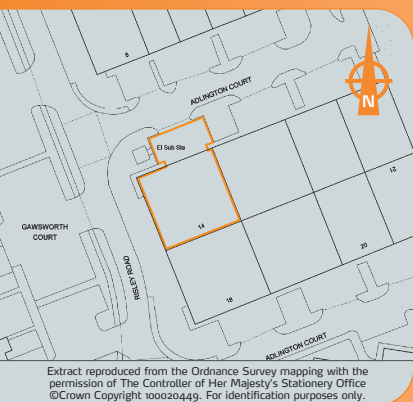 8
ADLINGTON COURT
N
El Sub Sta
12
14
GAWSWORTH
COURT
20
RISLEY ROAD
18
ADLINGTON COURT
Extract reproduced from the Ordnance Survey mapping with the
permission of The Controller of Her Majesty's Stationery Office
©Crown Copyright 100020449. For identification purposes only.